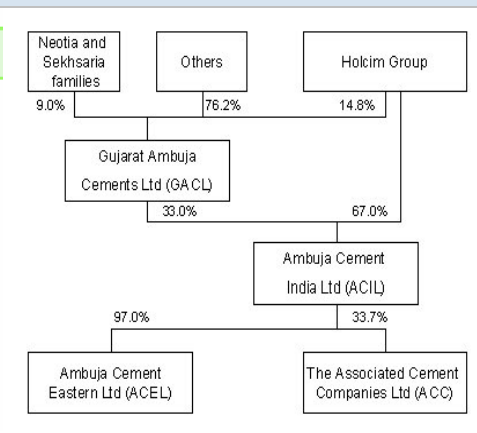 Neotia and
Sekhsaria
families
Others
Holcim Group
9.0%
76.2%
14.8%
Gujarat Ambuja
Cements Ltd (GACL)
33.0%
67.0%
Ambuja Cement
India Ltd (ACIL)
97.0%
33.7%
Ambuja Cement
Eastern Ltd (ACEL)
The Associated Cement
Companies Ltd (ACC)